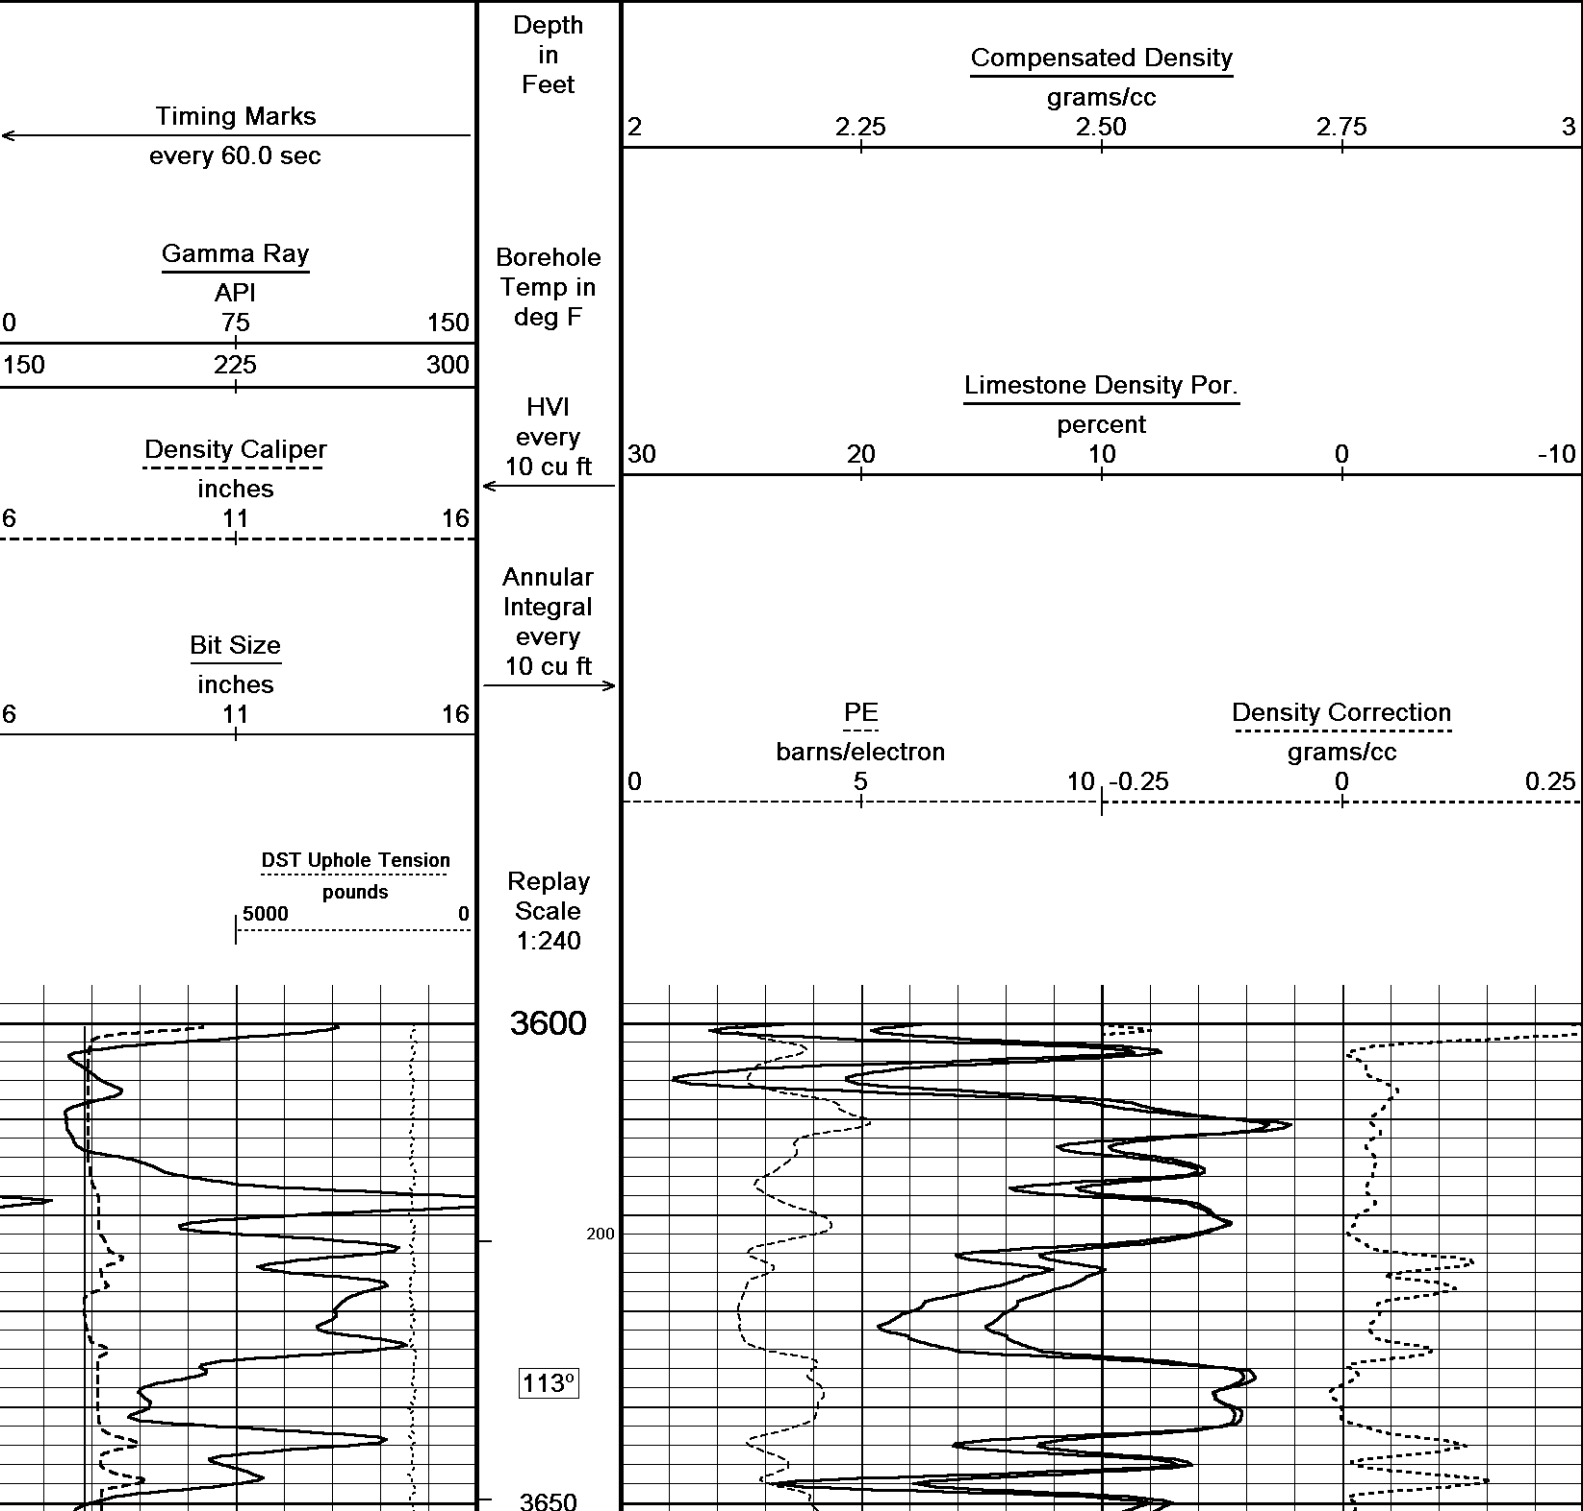 Timing Marks
every 60.0 sec
Gamma Ray
API
0 75 150
150 225 300
Density Caliper
inches
6 11 16
Bit Size
inches
6 11 16
DST Uphole Tension
pounds
5000 0
Depth
in
Feet
Borehole
Temp in
deg F
HVI
every
10 cu ft
Annular
Integral
every
10 cu ft
Replay
Scale
1:240
Compensated Density
grams/cc
2 2.25 2.50 2.75 3
Limestone Density Por.
percent
30 20 10 0 -10
PE
barns/electron
0 5 10
Density Correction
grams/cc
-0.25 0 0.25
3600
200
113°
3650